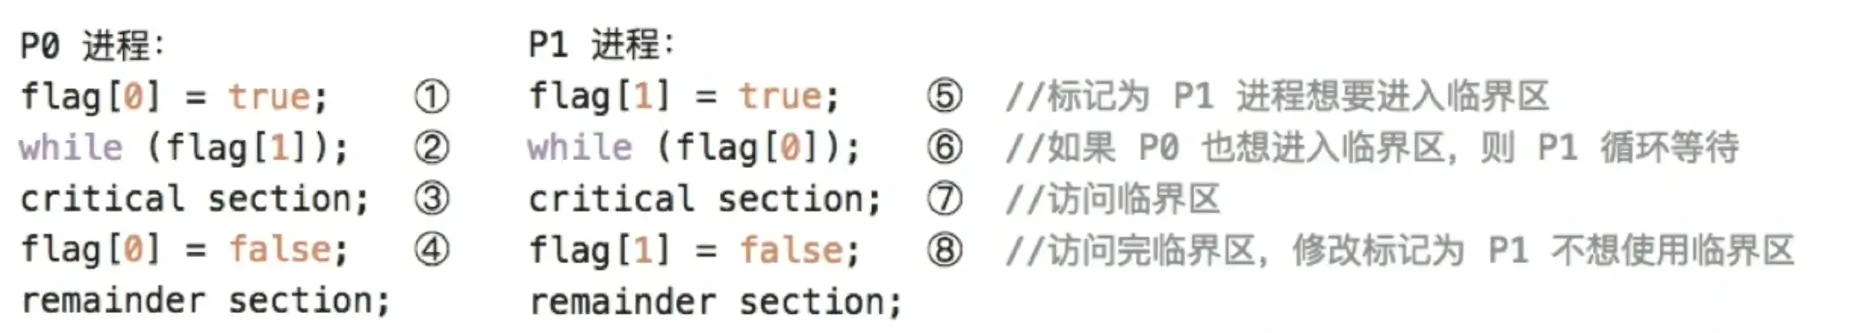 P0 进程: P1 进程:
flag[0] = true; ① flag[1] = true; ⑤ //标记为 P1 进程想要进入临界区
while (flag[1]); ② while (flag[0]); ⑥ //如果 P0 也想进入临界区，则 P1 循环等待
critical section; ③ critical section; ⑦ //访问临界区
flag[0] = false; ④ flag[1] = false; ⑧ //访问完临界区，修改标记为 P1 不想使用临界区
remainder section; remainder section;